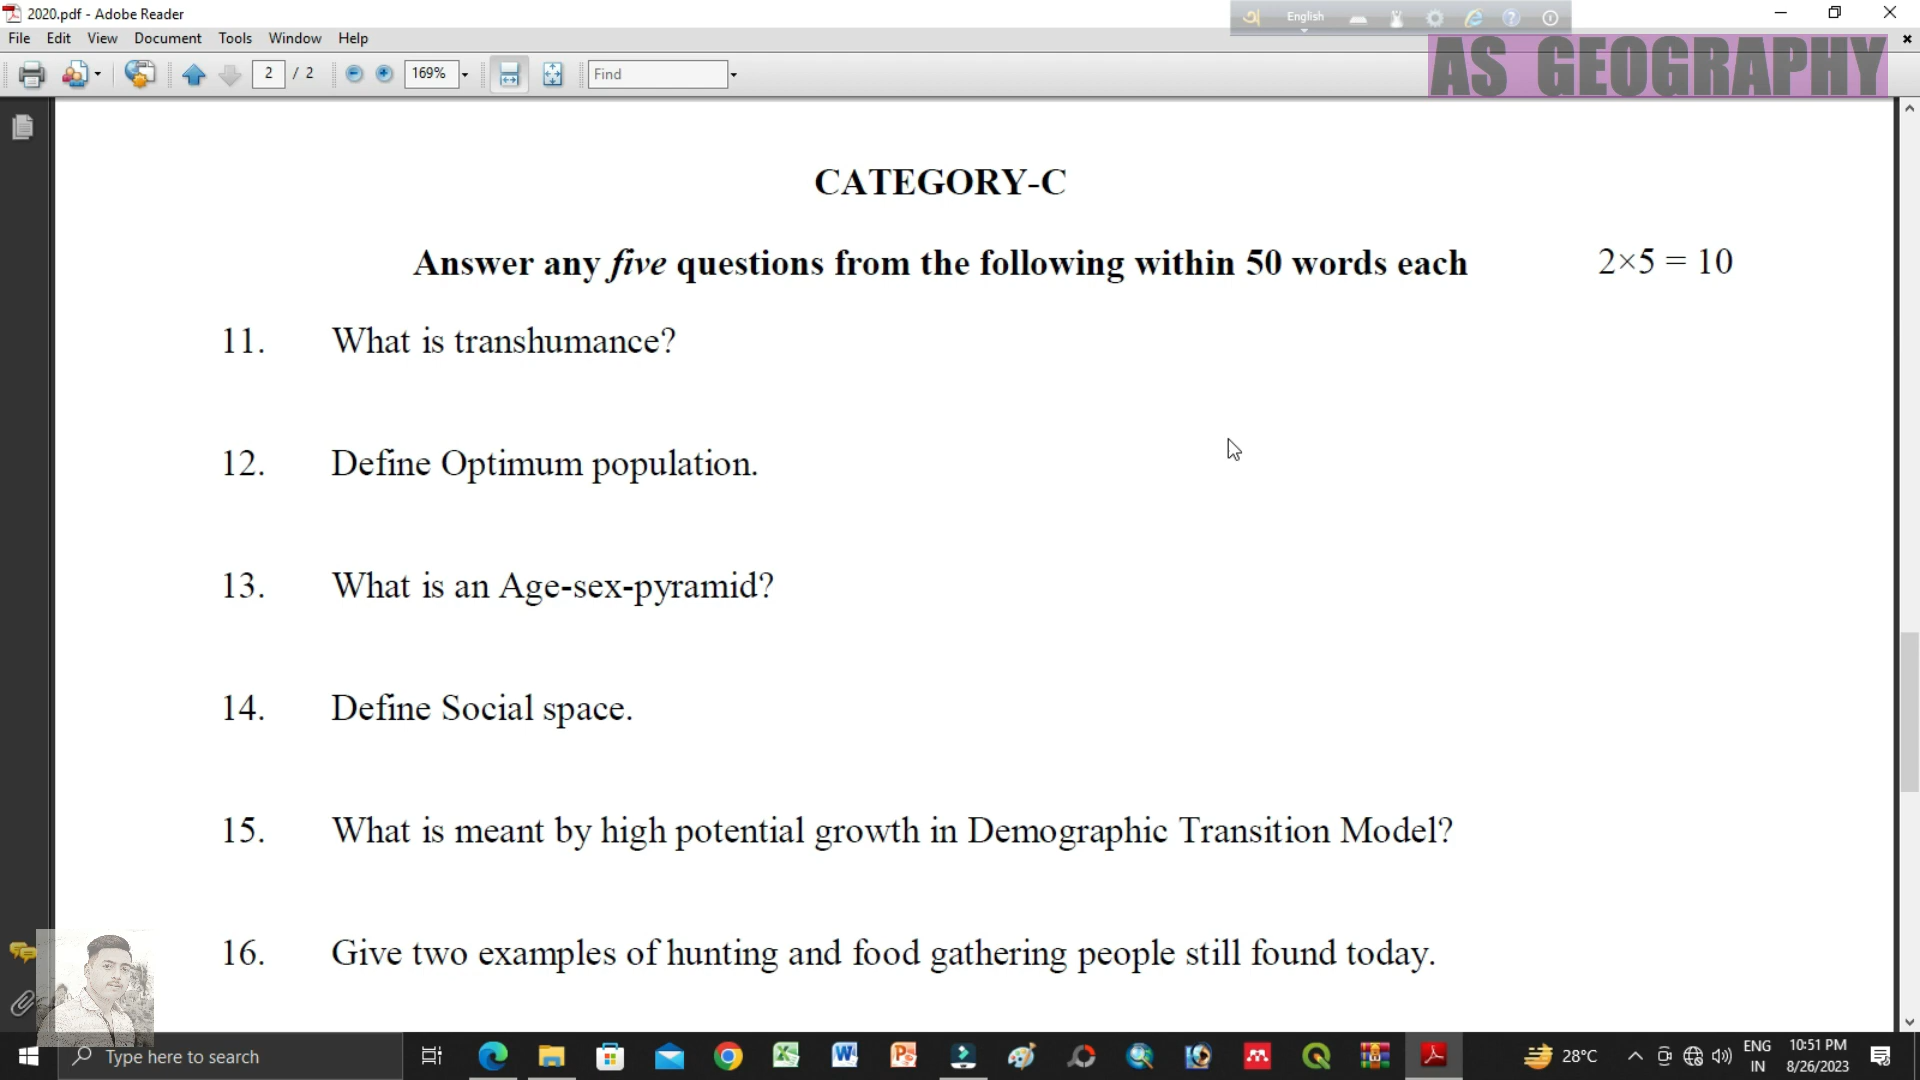 2020.pdf - Adobe Reader
English
File Edit View Document Tools Window Help
AS GEOGRAPHY
2 / 2
169%
Find
CATEGORY-C
Answer any five questions from the following within 50 words each 2×5 = 10
11. What is transhumance?
12. Define Optimum population.
13. What is an Age-sex-pyramid?
14. Define Social space.
15. What is meant by high potential growth in Demographic Transition Model?
16. Give two examples of hunting and food gathering people still found today.
Type here to search
28°C
ENG
IN
10:51 PM
8/26/2023